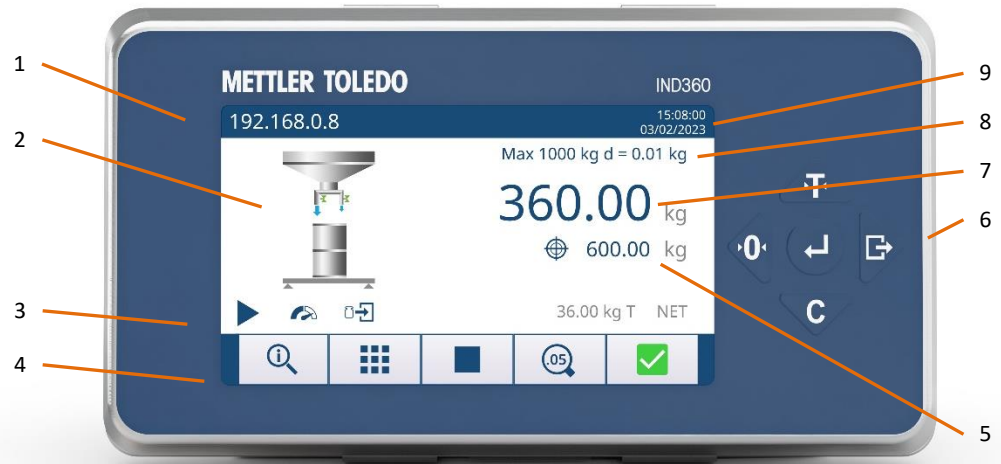 1
2
3
4
5
6
7
8
9
METTLER TOLEDO
IND360
192.168.0.8
15:08:00
03/02/2023
Max 1000 kg d = 0.01 kg
360.00 kg
600.00 kg
36.00 kg T NET
.05
T
0
C